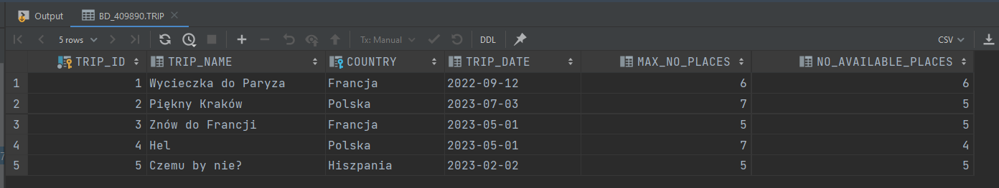 Output BD_409890.TRIP
5 rows Tx: Manual DDL CSV
TRIP_ID TRIP_NAME COUNTRY TRIP_DATE MAX_NO_PLACES NO_AVAILABLE_PLACES
1 1 Wycieczka do Paryza Francja 2022-09-12 6 6
2 2 Piękny Kraków Polska 2023-07-03 7 5
3 3 Znów do Francji Francja 2023-05-01 5 5
4 4 Hel Polska 2023-05-01 7 4
5 5 Czemu by nie? Hiszpania 2023-02-02 5 5
7